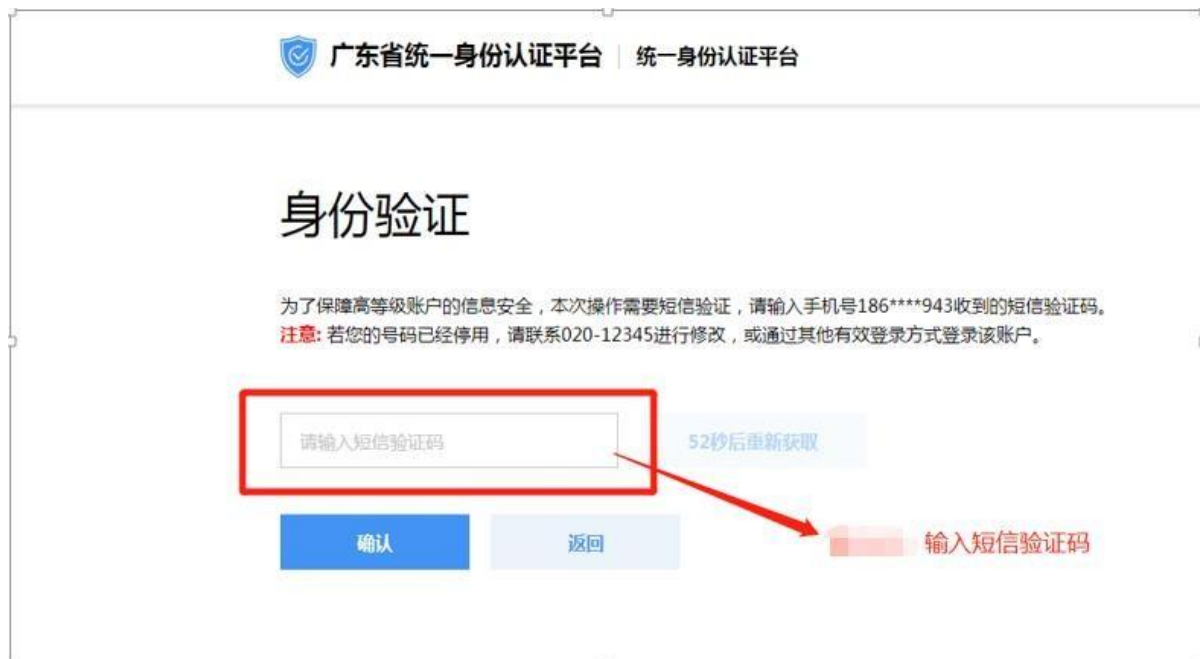 广东省统一身份认证平台 统一身份认证平台
身份验证
为了保障高等级账户的信息安全，本次操作需要短信验证，请输入手机号186****943收到的短信验证码。
注意: 若您的号码已经停用，请联系020-12345进行修改，或通过其他有效登录方式登录该账户。
请输入短信验证码 52秒后重新获取
确认 返回 输入短信验证码